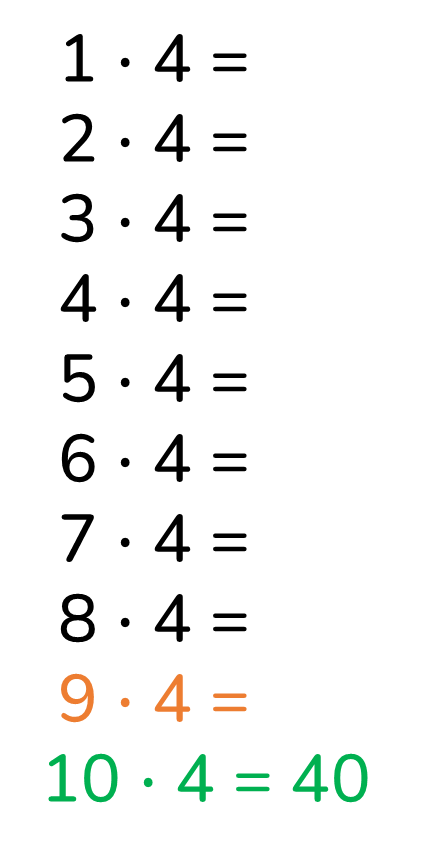 1 · 4 =
2 · 4 =
3 · 4 =
4 · 4 =
5 · 4 =
6 · 4 =
7 · 4 =
8 · 4 =
9 · 4 =
10 · 4 = 40